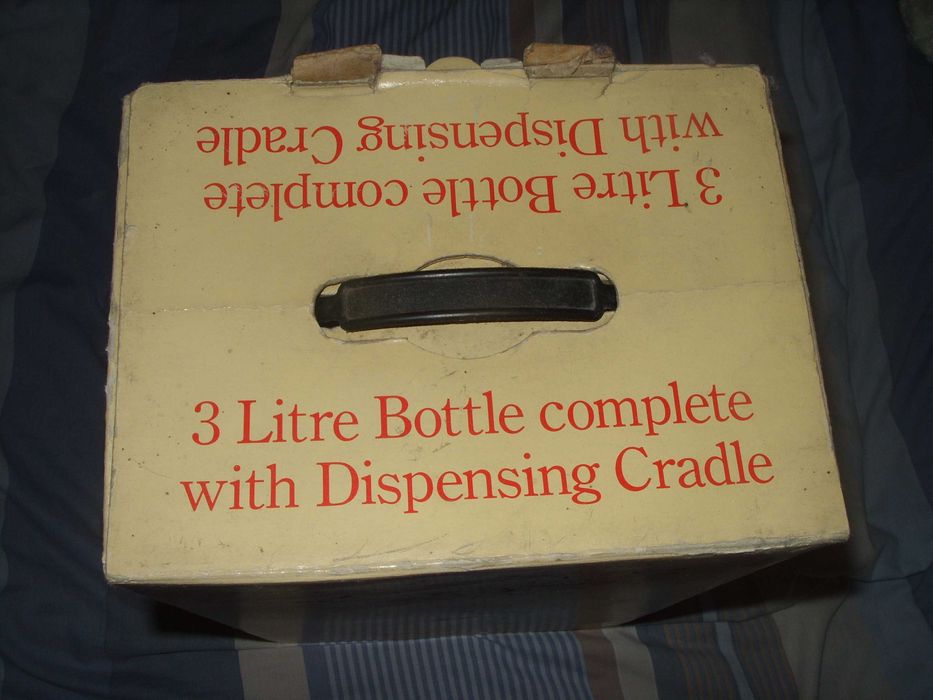 3 Litre Bottle complete
with Dispensing Cradle
3 Litre Bottle complete
with Dispensing Cradle